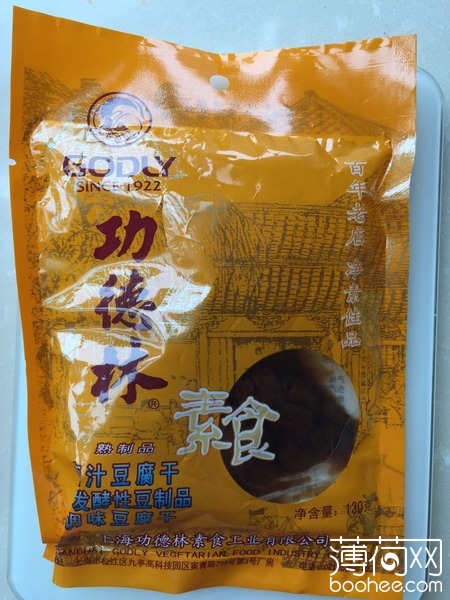 GODLY
SINCE 1922
功德林®
百年老店 净素佳品
素食
熟制品
汁豆腐干
发酵性豆制品
调味豆腐干
净含量: 130克
上海功德林素食工业有限公司
GODLY VEGETARIAN FOOD INDUSTRY
薄荷网
boohee.com